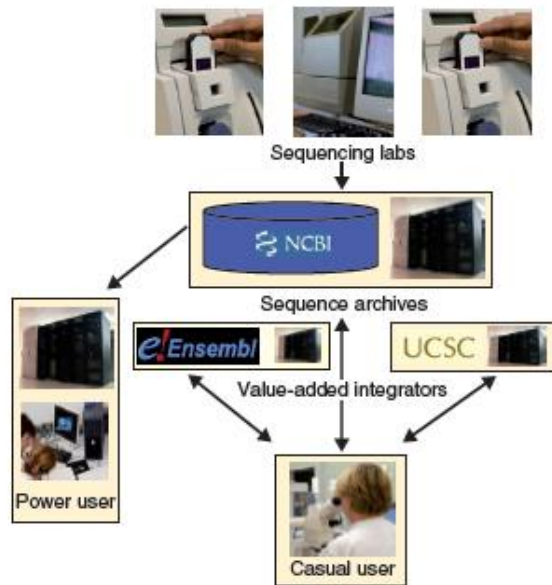 Sequencing labs
NCBI
Sequence archives
e!Ensembl
UCSC
Value-added integrators
Power user
Casual user